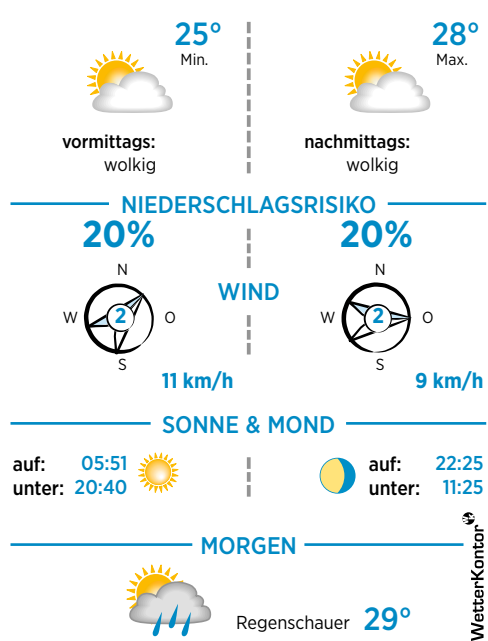 25°
Min.
28°
Max.
vormittags:
wolkig
nachmittags:
wolkig
NIEDERSCHLAGSRISIKO
20%
20%
WIND
N
W 2 O
S
11 km/h
N
W 2 O
S
9 km/h
SONNE & MOND
auf: 05:51
unter: 20:40
auf: 22:25
unter: 11:25
MORGEN
Regenschauer 29°
WetterKontor